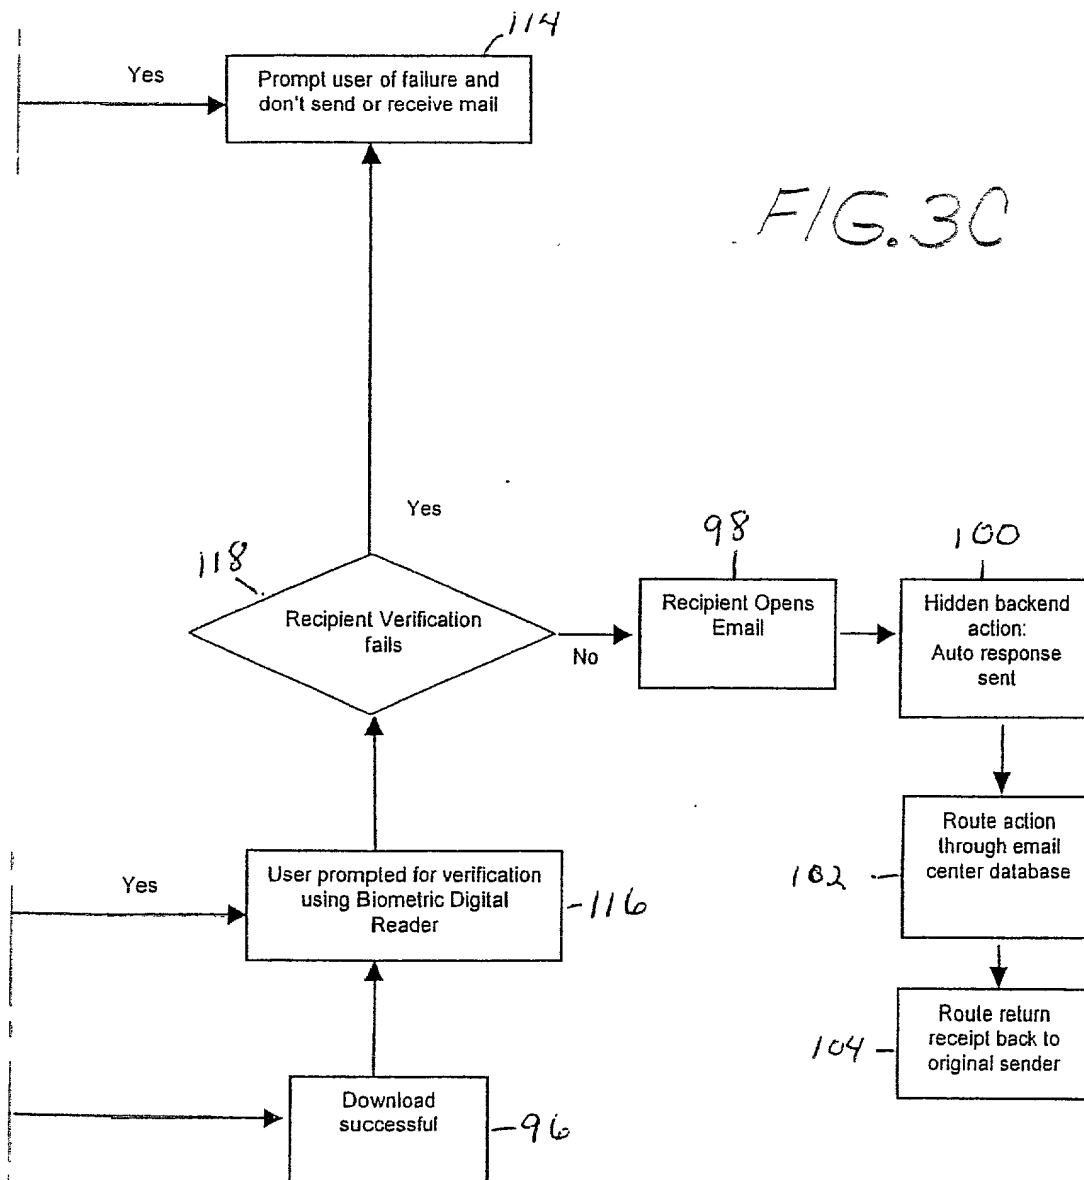 114
Yes
Prompt user of failure and
don't send or receive mail
FIG. 3C
Yes
118
Recipient Verification
fails
No
98
Recipient Opens
Email
100
Hidden backend
action:
Auto response
sent
102
Route action
through email
center database
Yes
User prompted for verification
using Biometric Digital
Reader
116
104
Route return
receipt back to
original sender
Download
successful
96